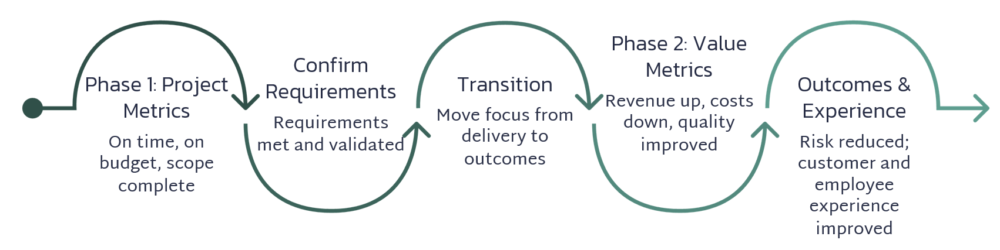 Phase 1: Project
Metrics
On time, on
budget, scope
complete
Confirm
Requirements
Requirements
met and validated
Transition
Move focus from
delivery to
outcomes
Phase 2: Value
Metrics
Revenue up, costs
down, quality
improved
Outcomes &
Experience
Risk reduced;
customer and
employee
experience
improved